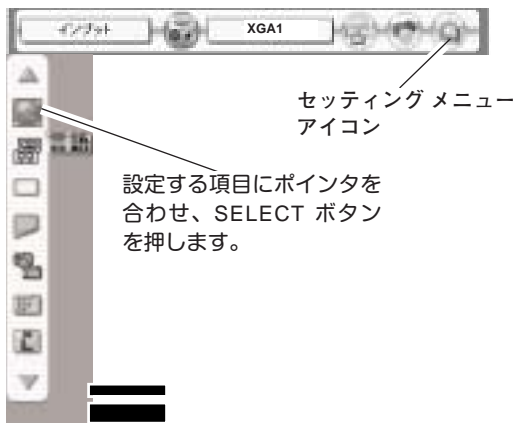 インプット
XGA1
セッティング メニュー
アイコン
設定する項目にポインタを
合わせ、SELECT ボタン
を押します。